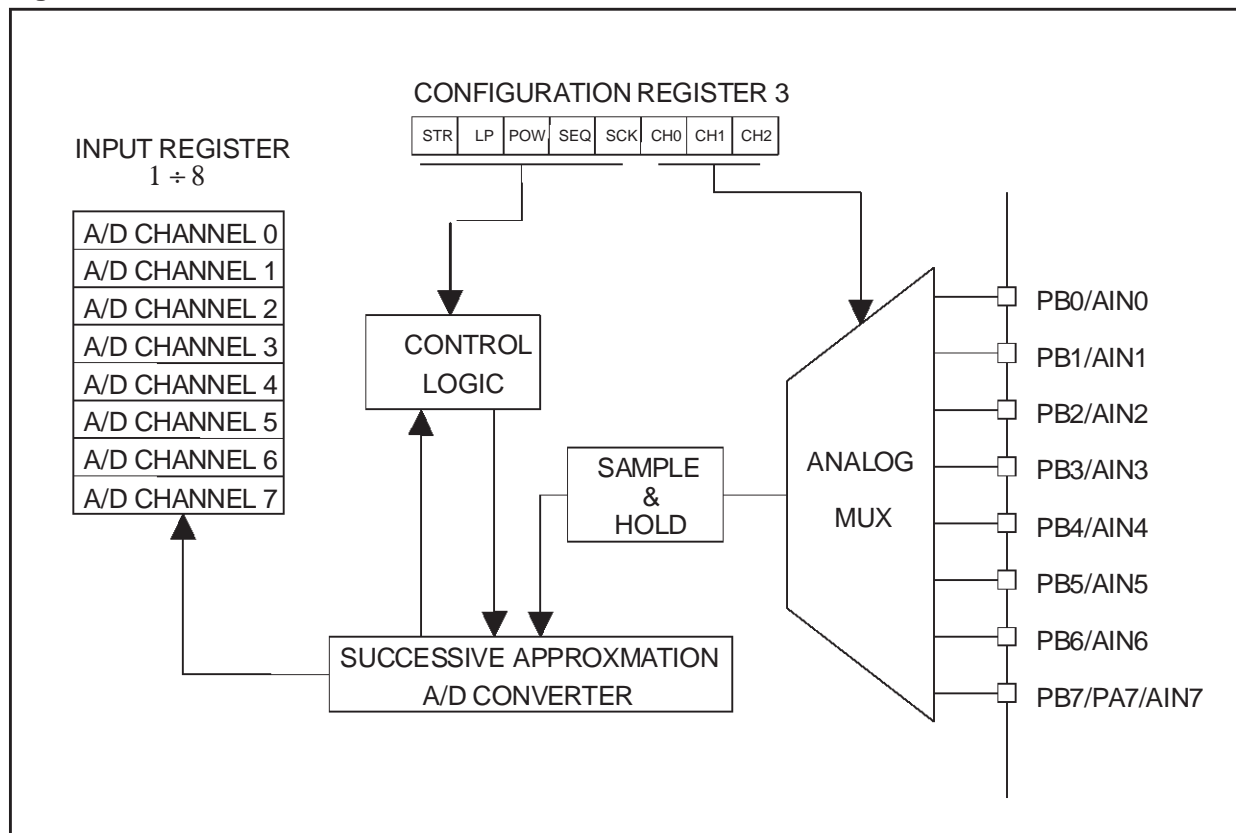 CONFIGURATION REGISTER 3
STR LP POW SEQ SCK CH0 CH1 CH2
INPUT REGISTER
1 ÷ 8
A/D CHANNEL 0
A/D CHANNEL 1
A/D CHANNEL 2
A/D CHANNEL 3
A/D CHANNEL 4
A/D CHANNEL 5
A/D CHANNEL 6
A/D CHANNEL 7
CONTROL
LOGIC
SAMPLE
&
HOLD
ANALOG
MUX
SUCCESSIVE APPROXMATION
A/D CONVERTER
PB0/AIN0
PB1/AIN1
PB2/AIN2
PB3/AIN3
PB4/AIN4
PB5/AIN5
PB6/AIN6
PB7/PA7/AIN7